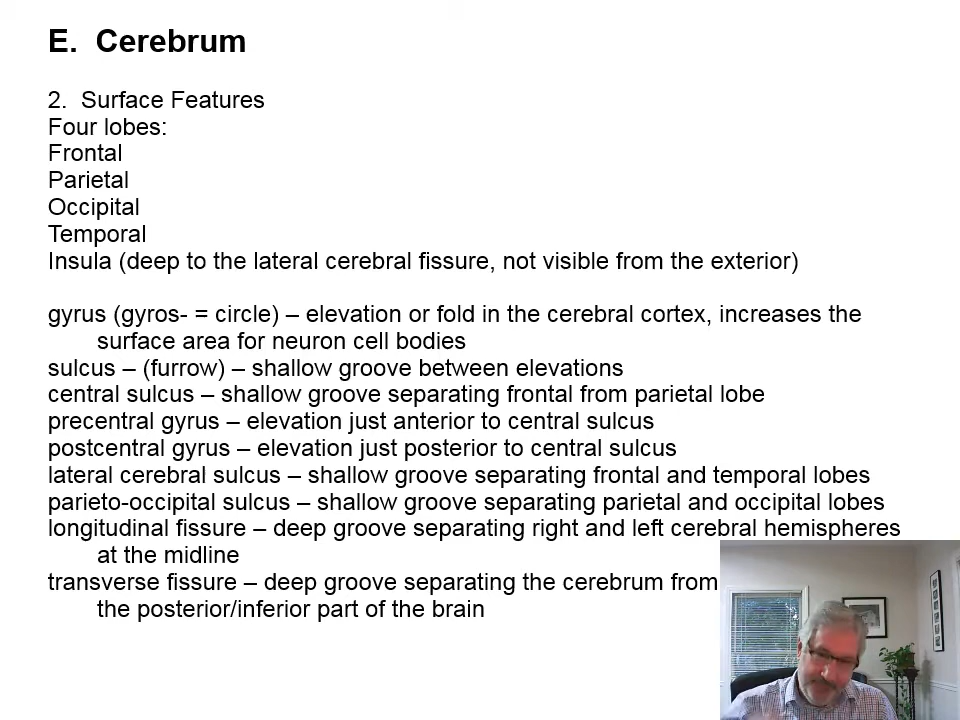 E.  Cerebrum
2.  Surface Features
Four lobes:
Frontal
Parietal
Occipital
Temporal
Insula (deep to the lateral cerebral fissure, not visible from the exterior)
gyrus (gyros- = circle) – elevation or fold in the cerebral cortex, increases the
surface area for neuron cell bodies
sulcus – (furrow) – shallow groove between elevations
central sulcus – shallow groove separating frontal from parietal lobe
precentral gyrus – elevation just anterior to central sulcus
postcentral gyrus – elevation just posterior to central sulcus
lateral cerebral sulcus – shallow groove separating frontal and temporal lobes
parieto-occipital sulcus – shallow groove separating parietal and occipital lobes
longitudinal fissure – deep groove separating right and left cerebral hemispheres
at the midline
transverse fissure – deep groove separating the cerebrum from
the posterior/inferior part of the brain